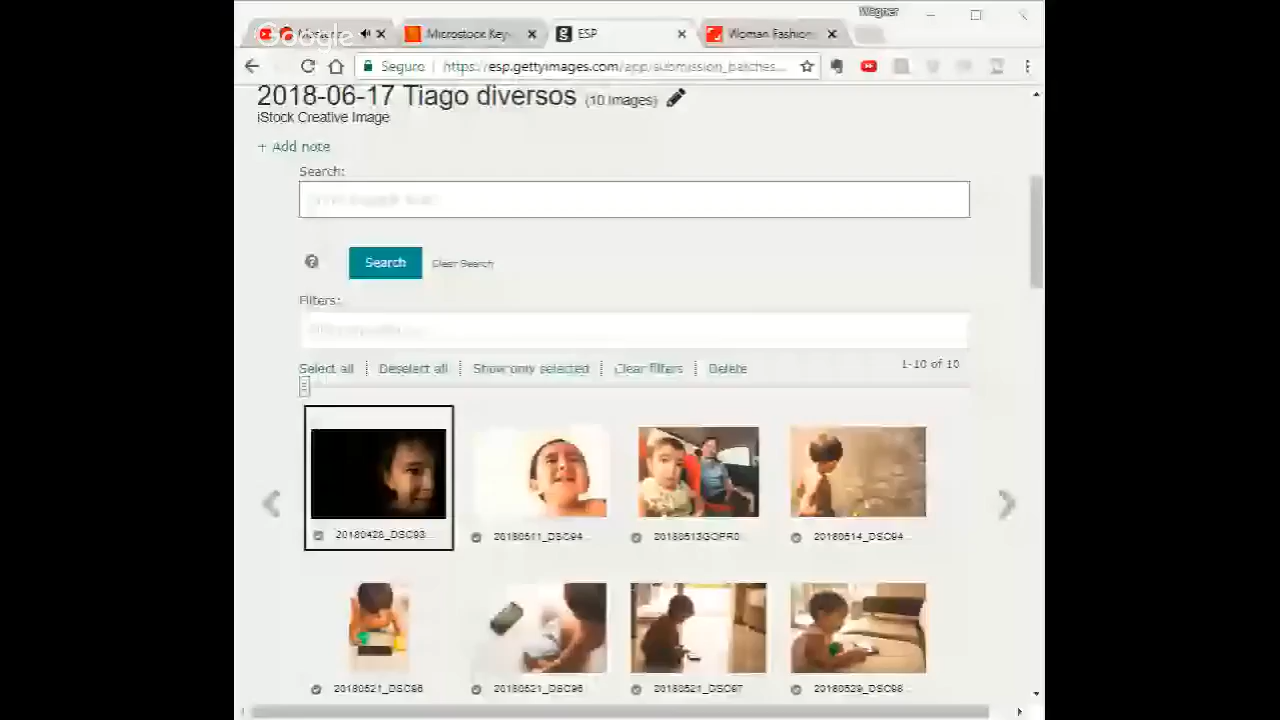 Wagner
Google
Microstock Key
ESP
Woman Fashion
Seguro
https://esp.gettyimages.com/app/submission_batches...
2018-06-17 Tiago diversos (10 images)
iStock Creative Image
+ Add note
Search:
Search
Clear Search
Filters:
Select all
Deselect all
Show only selected
Clear filters
Delete
1-10 of 10
20180428_DSC93...
20180511_DSC94...
20180513GOPR0...
20180514_DSC94...
20180521_DSC96
20180521_DSC96
20180521_DSC97
20180529_DSC98...